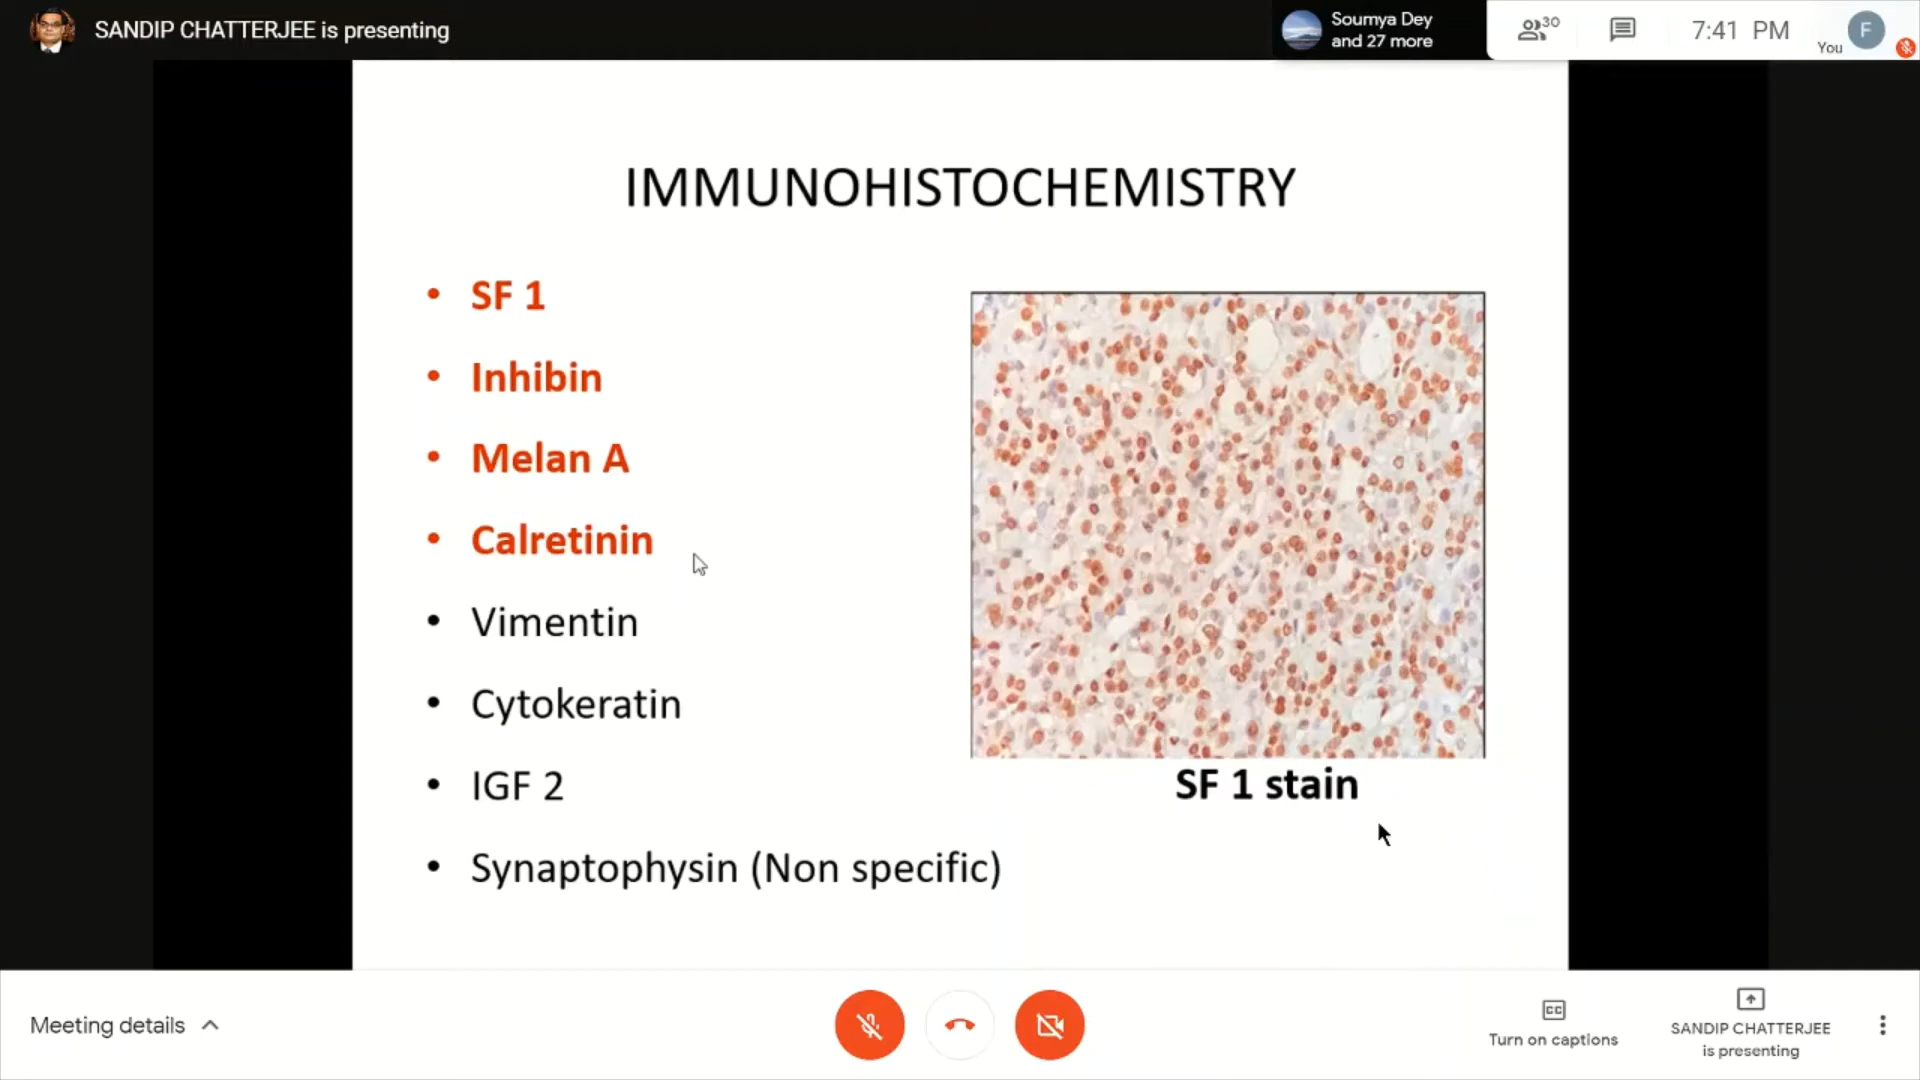 SANDIP CHATTERJEE is presenting
Soumya Dey
and 27 more
30
7:41 PM
You
F
IMMUNOHISTOCHEMISTRY
• SF 1
• Inhibin
• Melan A
• Calretinin
• Vimentin
• Cytokeratin
• IGF 2
• Synaptophysin (Non specific)
SF 1 stain
Meeting details
CC
Turn on captions
SANDIP CHATTERJEE
is presenting